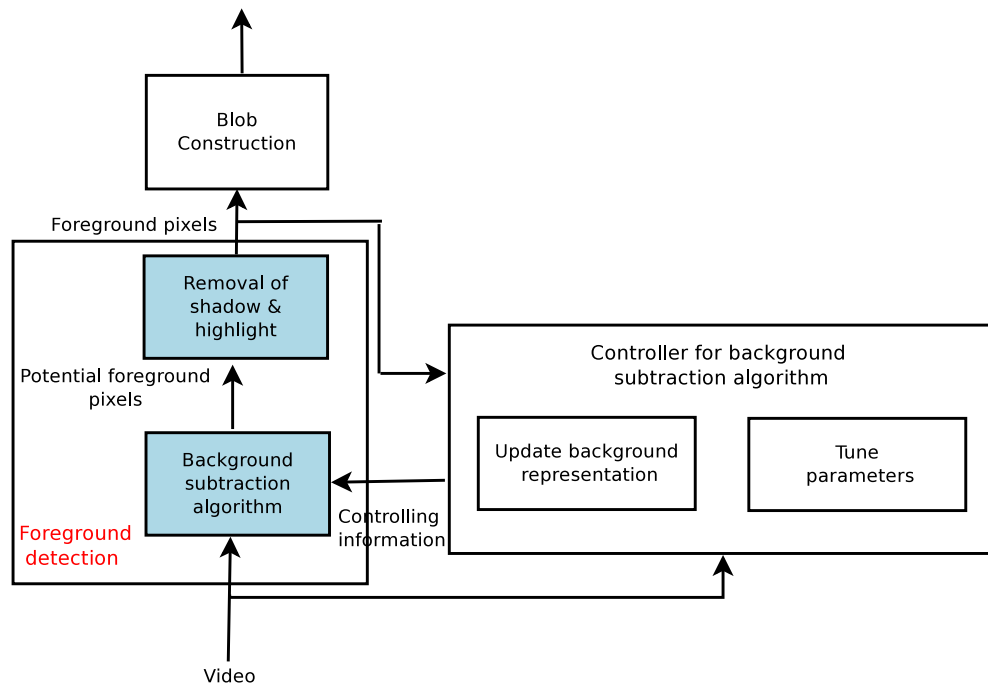 Blob
Construction
Foreground pixels
Removal of
shadow &
highlight
Potential foreground
pixels
Controller for background
subtraction algorithm
Update background
representation
Tune
parameters
Background
subtraction
algorithm
Controlling
information
Foreground
detection
Video